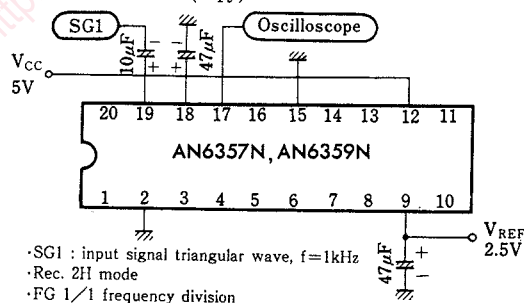 SG1
Oscilloscope
10μF
47μF
VCC
5V
20 19 18 17 16 15 14 13 12 11
AN6357N, AN6359N
1 2 3 4 5 6 7 8 9 10
VREF
2.5V
47μF
·SG1 : input signal triangular wave, f=1kHz
·Rec. 2H mode
·FG 1/1 frequency division